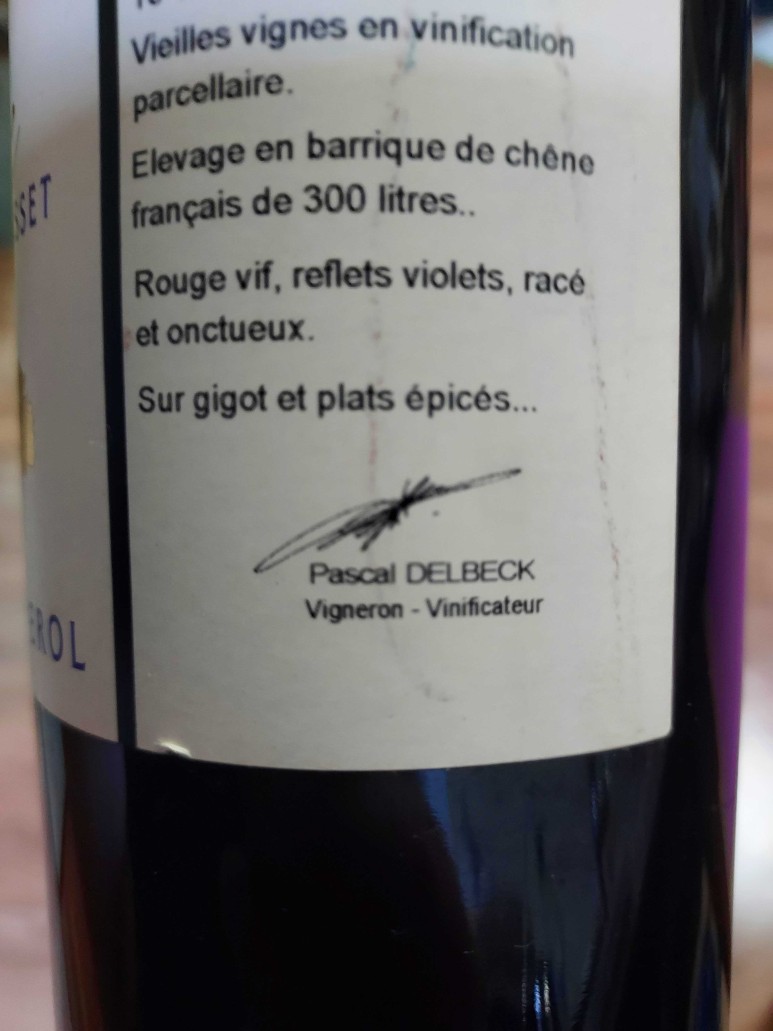 Vieilles vignes en vinification
parcellaire.
Elevage en barrique de chêne
français de 300 litres..
Rouge vif, reflets violets, racé
et onctueux.
Sur gigot et plats épicés...
Pascal DELBECK
Vigneron - Vinificateur